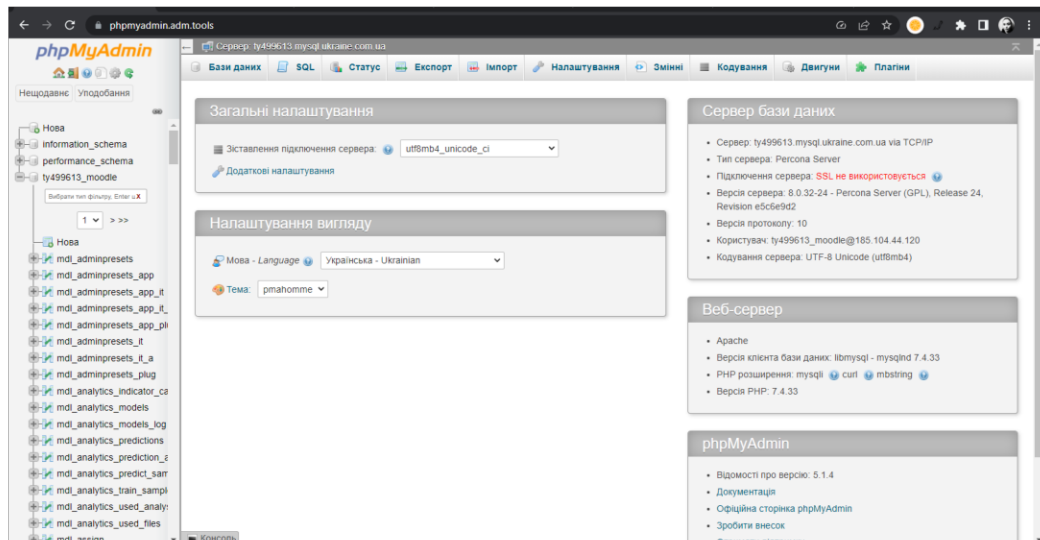 phpmyadmin.adm.tools
phpMyAdmin
Нещодавнє Уподобання
Нова
information_schema
performance_schema
ty499613_moodle
Вибрати тип фільтру, Enter щ X
1 > >>
Нова
mdl_adminpresets
mdl_adminpresets_app
mdl_adminpresets_app_it
mdl_adminpresets_app_it_
mdl_adminpresets_app_plu
mdl_adminpresets_it
mdl_adminpresets_it_a
mdl_adminpresets_plug
mdl_analytics_indicator_ca
mdl_analytics_models
mdl_analytics_models_log
mdl_analytics_predictions
mdl_analytics_prediction_a
mdl_analytics_predict_sam
mdl_analytics_train_sampl
mdl_analytics_used_analy
mdl_analytics_used_files
mdl_assign
Сервер: ty499613.mysql.ukraine.com.ua
Бази даних SQL Статус Експорт Імпорт Налаштування Змінні Кодування Двигуни Плагіни
Загальні налаштування
Зіставлення підключення сервера: utf8mb4_unicode_ci
Додаткові налаштування
Налаштування вигляду
Мова - Language Українська - Ukrainian
Тема: pmahomme
Сервер бази даних
• Сервер: ty499613.mysql.ukraine.com.ua via TCP/IP
• Тип сервера: Percona Server
• Підключення сервера: SSL не використовується
• Версія сервера: 8.0.32-24 - Percona Server (GPL), Release 24,
Revision e5c6e9d2
• Версія протоколу: 10
• Користувач: ty499613_moodle@185.104.44.120
• Кодування сервера: UTF-8 Unicode (utf8mb4)
Веб-сервер
• Apache
• Версія клієнта бази даних: libmysql - mysqlnd 7.4.33
• PHP розширення: mysqli curl mbstring
• Версія PHP: 7.4.33
phpMyAdmin
• Відомості про версію: 5.1.4
• Документація
• Офіційна сторінка phpMyAdmin
• Зробити внесок
Консоль